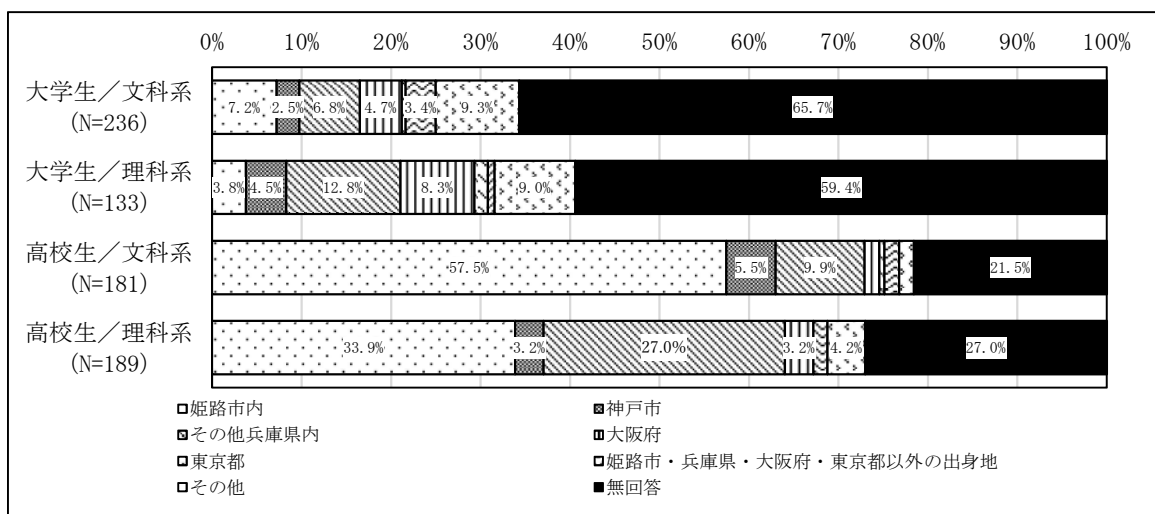 0% 10% 20% 30% 40% 50% 60% 70% 80% 90% 100%
大学生／文科系
(N=236)
7.2% 2.5% 6.8% 4.7% 3.4% 9.3% 65.7%
大学生／理科系
(N=133)
3.8% 4.5% 12.8% 8.3% 9.0% 59.4%
高校生／文科系
(N=181)
57.5% 5.5% 9.9% 21.5%
高校生／理科系
(N=189)
33.9% 3.2% 27.0% 3.2% 4.2% 27.0%
姫路市内 神戸市
その他兵庫県内 大阪府
東京都 姫路市・兵庫県・大阪府・東京都以外の出身地
その他 無回答